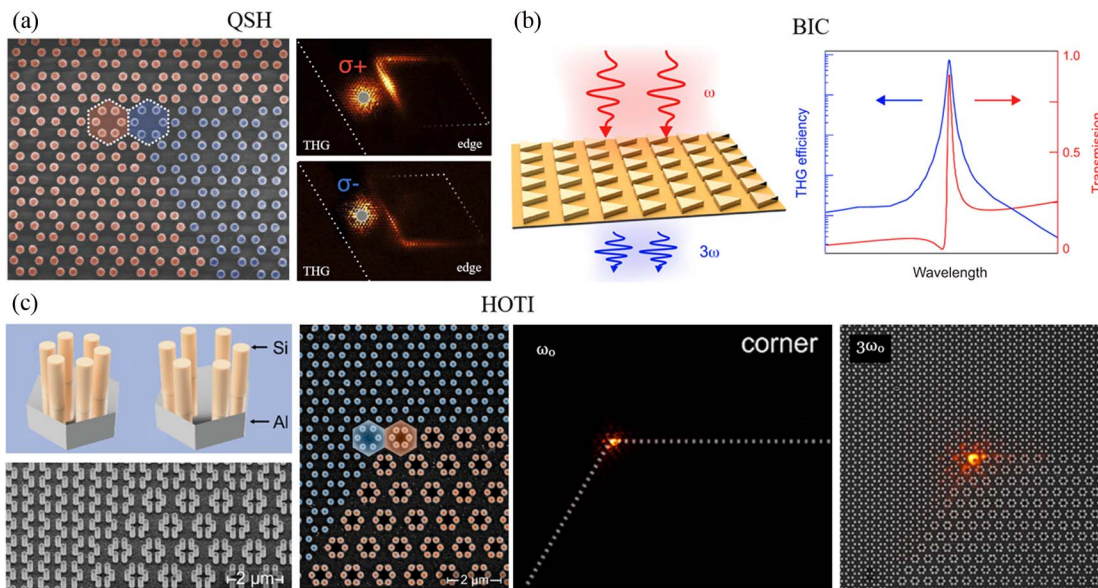 (a)
QSH
σ+
THG
edge
σ-
THG
edge
(b)
BIC
ω
3ω
THG efficiency
1.0
0.5
0
Transmission
Wavelength
(c)
HOTI
Si
Al
2 μm
2 μm
ω₀
corner
3ω₀